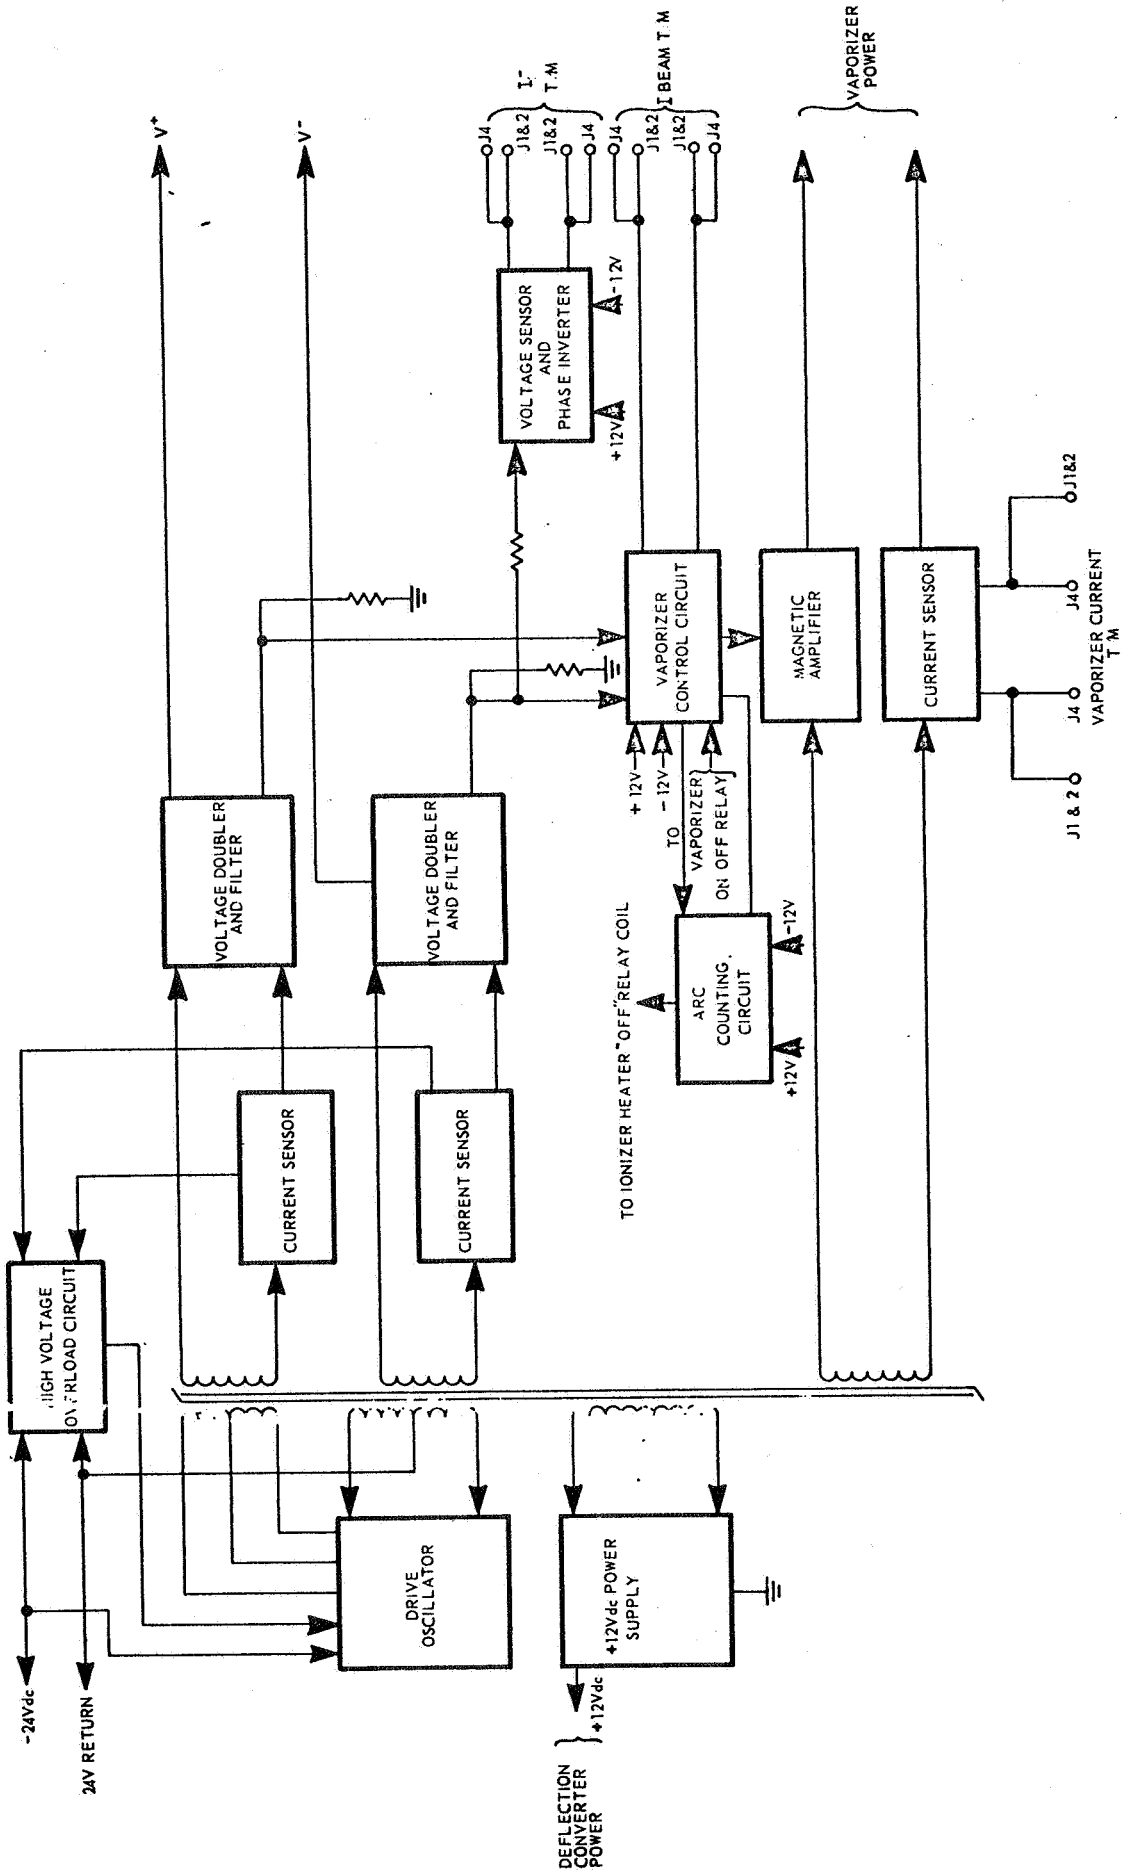 -24Vdc
24V RETURN
HIGH VOLTAGE
OVERLOAD CIRCUIT
V+
V-
VOLTAGE DOUBLER
AND FILTER
VOLTAGE DOUBLER
AND FILTER
CURRENT SENSOR
CURRENT SENSOR
DRIVE
OSCILLATOR
+12Vdc POWER
SUPPLY
+12Vdc
DEFLECTION
CONVERTER
POWER
VOLTAGE SENSOR
AND
PHASE INVERTER
+12V
-12V
J4
J1&2
J1&2
J4
I-
T.M
J4
J1&2
J1&2
J4
I BEAM T.M
VAPORIZER
CONTROL CIRCUIT
+12V
-12V
TO
VAPORIZER
ON OFF RELAY
TO IONIZER HEATER "OFF" RELAY COIL
ARC
COUNTING
CIRCUIT
+12V
-12V
MAGNETIC
AMPLIFIER
CURRENT SENSOR
VAPORIZER
POWER
J1 & 2
J4
J4
J1&2
VAPORIZER CURRENT
T M